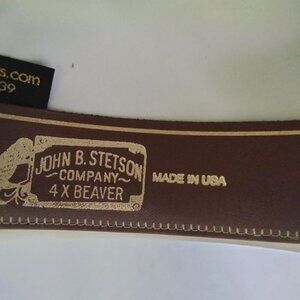 s.com
39
JOHN B. STETSON
COMPANY
4 X BEAVER
MADE IN USA